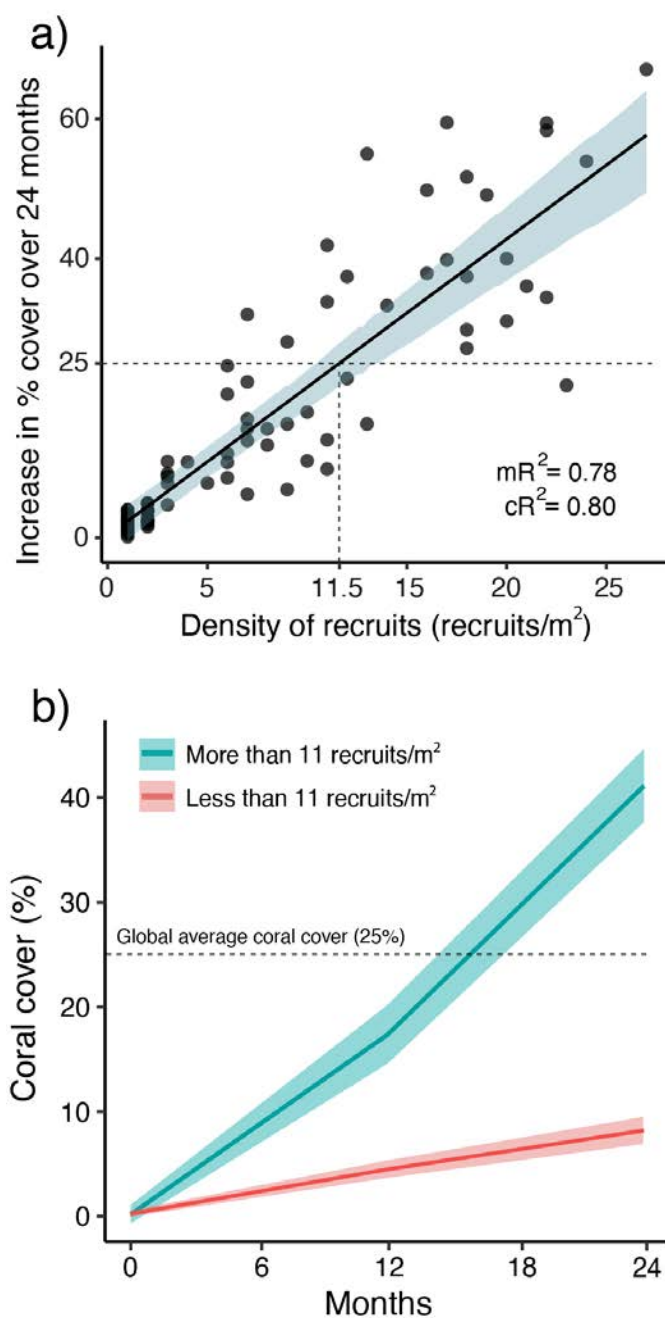 a)
Increase in % cover over 24 months
60
40
25
0
mR² = 0.78
cR² = 0.80
0 5 11.5 15 20 25
Density of recruits (recruits/m²)
b)
More than 11 recruits/m²
Less than 11 recruits/m²
Coral cover (%)
40
30
Global average coral cover (25%)
20
10
0
0 6 12 18 24
Months